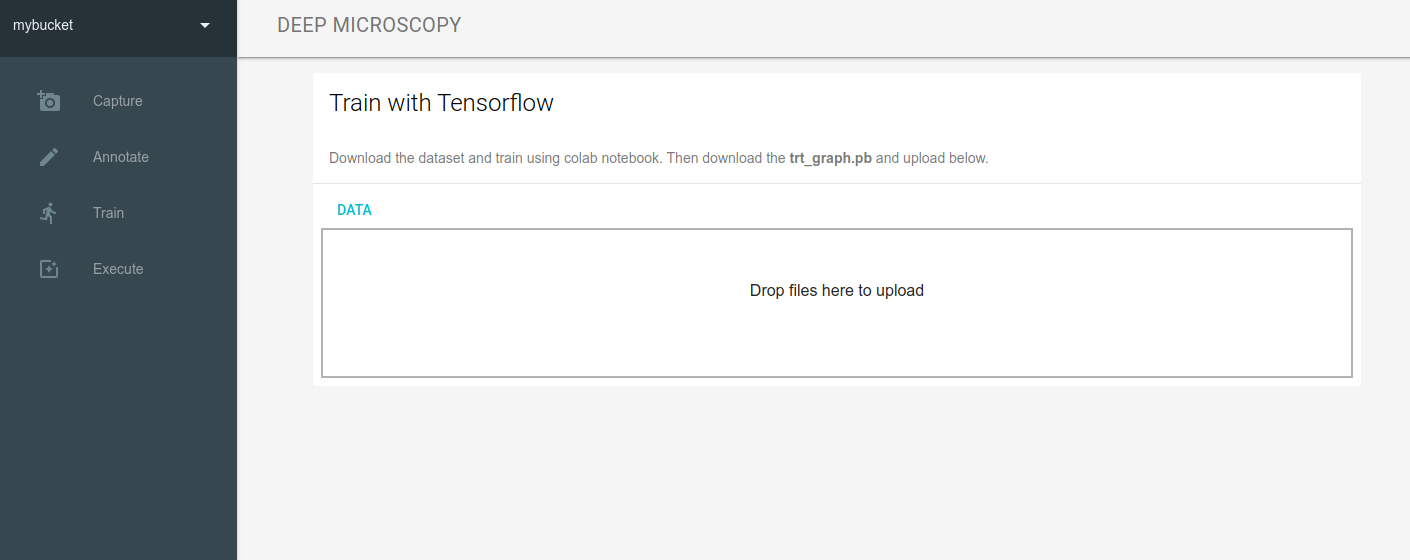 mybucket
DEEP MICROSCOPY
Capture
Annotate
Train
Execute
Train with Tensorflow
Download the dataset and train using colab notebook. Then download the trt_graph.pb and upload below.
DATA
Drop files here to upload